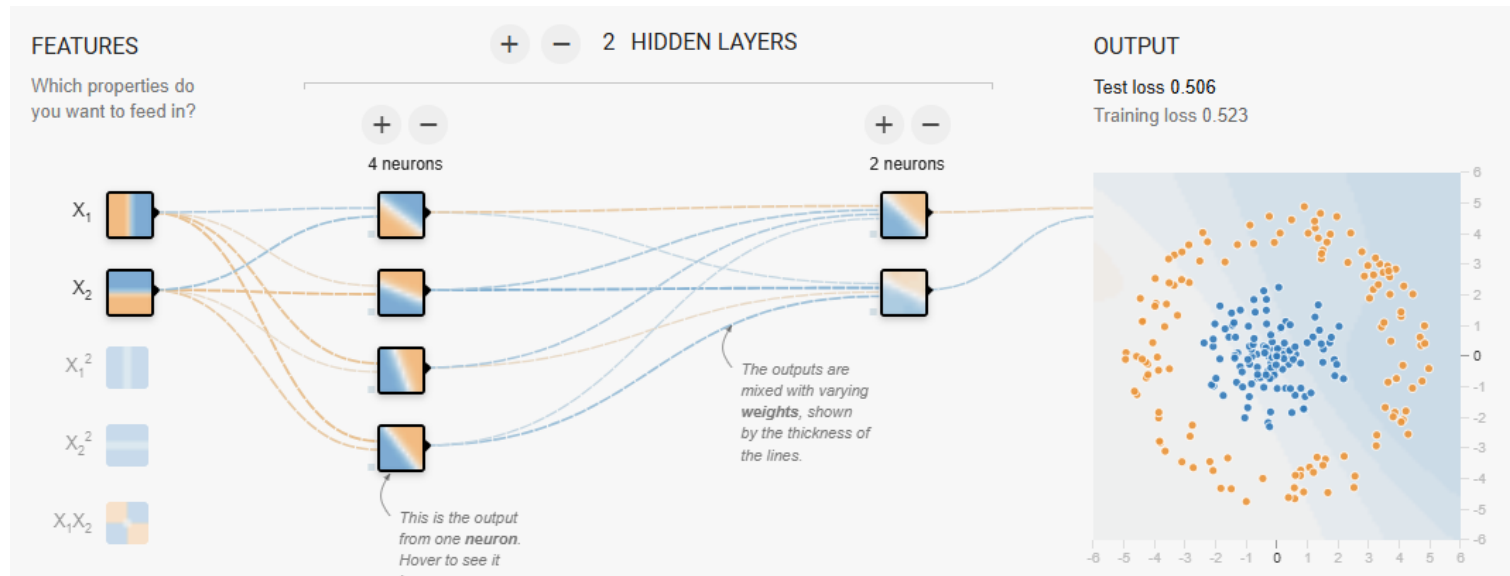 FEATURES
Which properties do
you want to feed in?
+ − 2 HIDDEN LAYERS
OUTPUT
Test loss 0.506
Training loss 0.523
+ −
4 neurons
+ −
2 neurons
X1
X2
X1²
X2²
X1X2
The outputs are
mixed with varying
weights, shown
by the thickness of
the lines.
This is the output
from one neuron.
Hover to see it
6
5
4
3
2
1
0
-1
-2
-3
-4
-5
-6
-6 -5 -4 -3 -2 -1 0 1 2 3 4 5 6